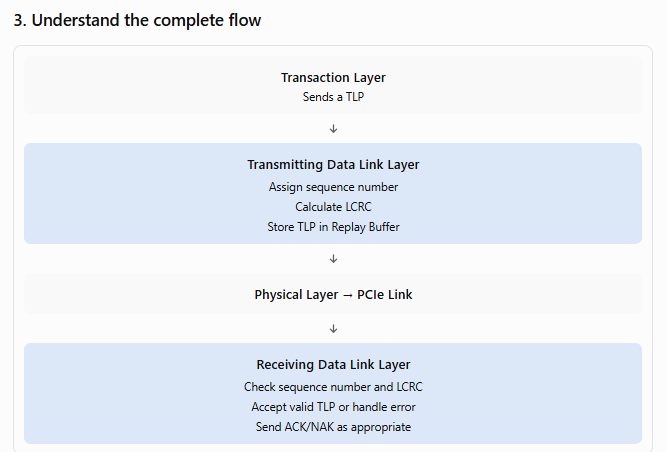 3. Understand the complete flow
Transaction Layer
Sends a TLP
↓
Transmitting Data Link Layer
Assign sequence number
Calculate LCRC
Store TLP in Replay Buffer
↓
Physical Layer → PCIe Link
↓
Receiving Data Link Layer
Check sequence number and LCRC
Accept valid TLP or handle error
Send ACK/NAK as appropriate